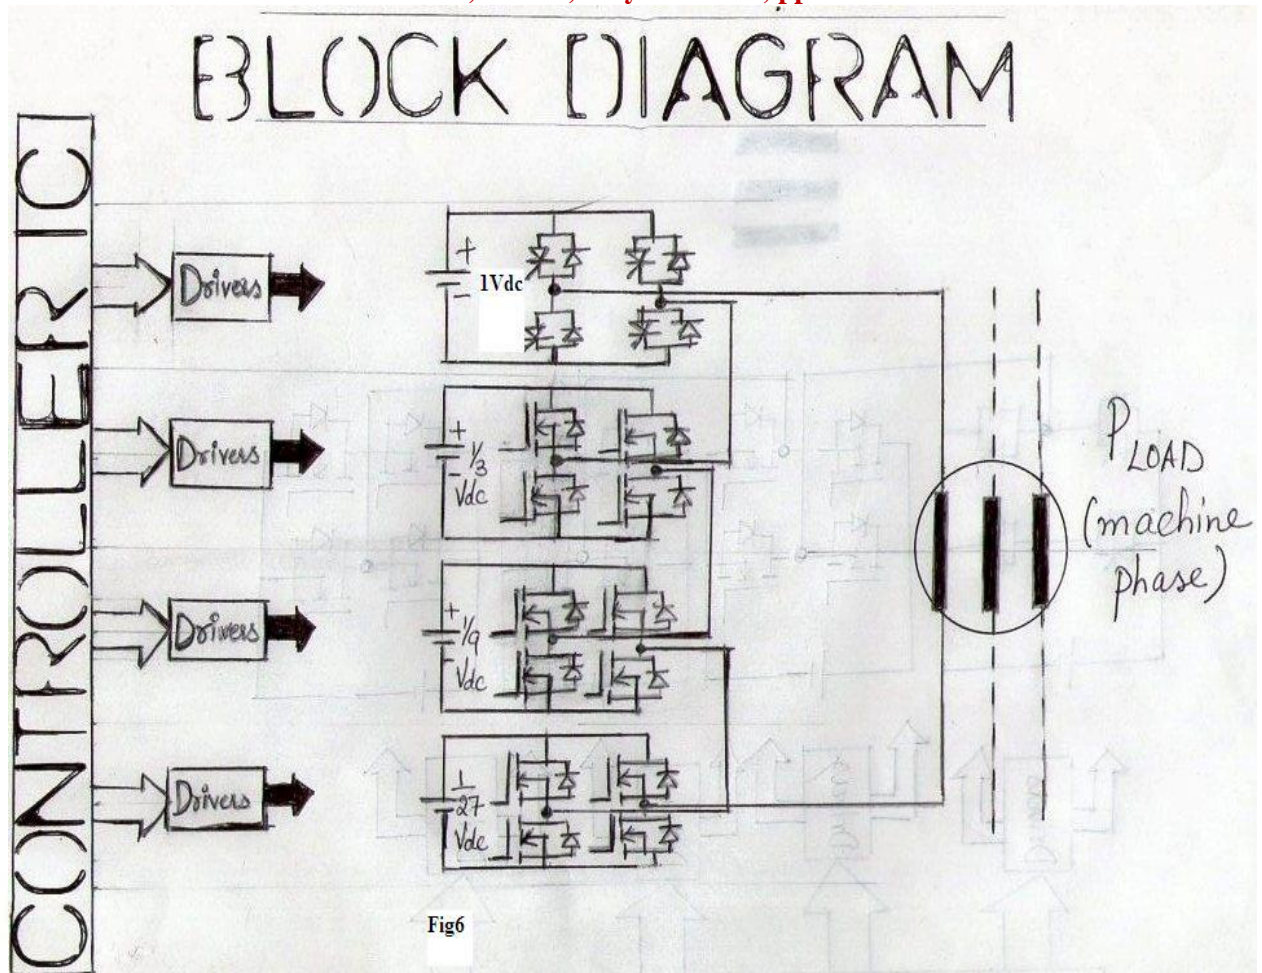 BLOCK DIAGRAM
CONTROLLER IC
Drivers
+
-
1Vdc
Drivers
+
1/3
-
Vdc
Drivers
+
1/9
-
Vdc
Drivers
1/27
Vdc
PLOAD
(machine
phase)
Fig6